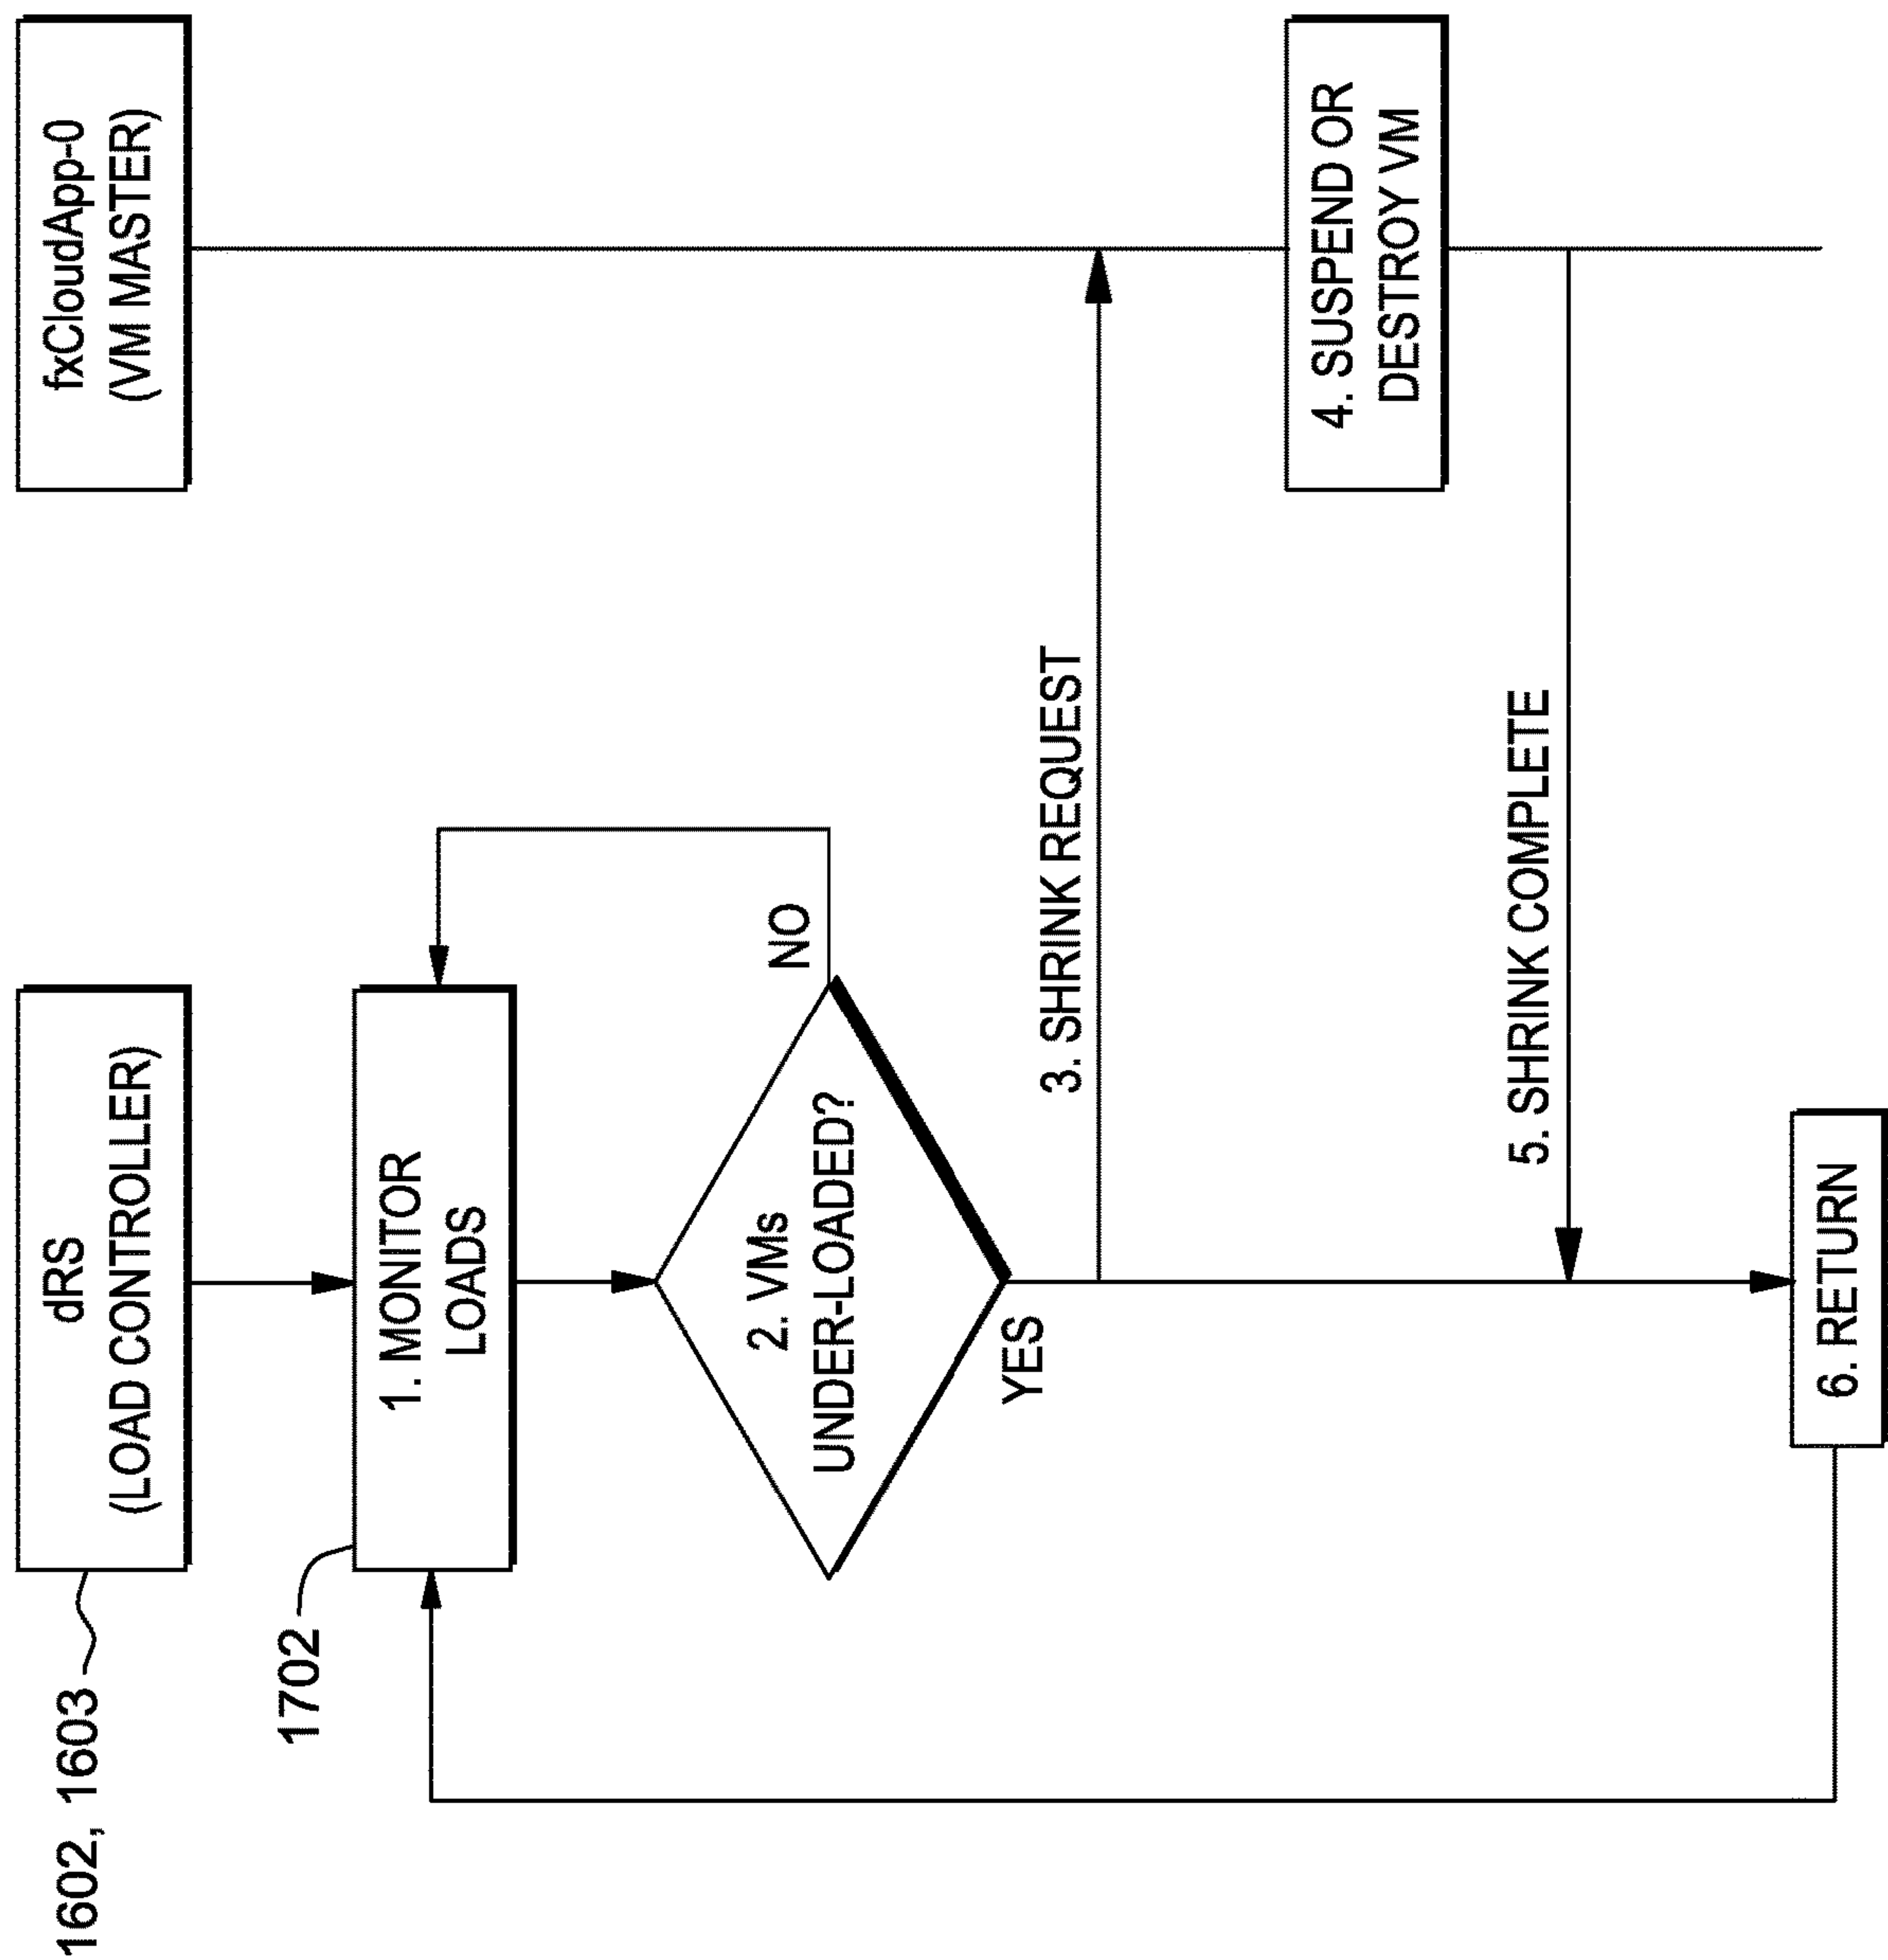 1602, 1603
dRS
(LOAD CONTROLLER)
fxCloudApp-0
(VM MASTER)
1702
1. MONITOR
LOADS
NO
2. VMs
UNDER-LOADED?
YES
3. SHRINK REQUEST
4. SUSPEND OR
DESTROY VM
5. SHRINK COMPLETE
6. RETURN